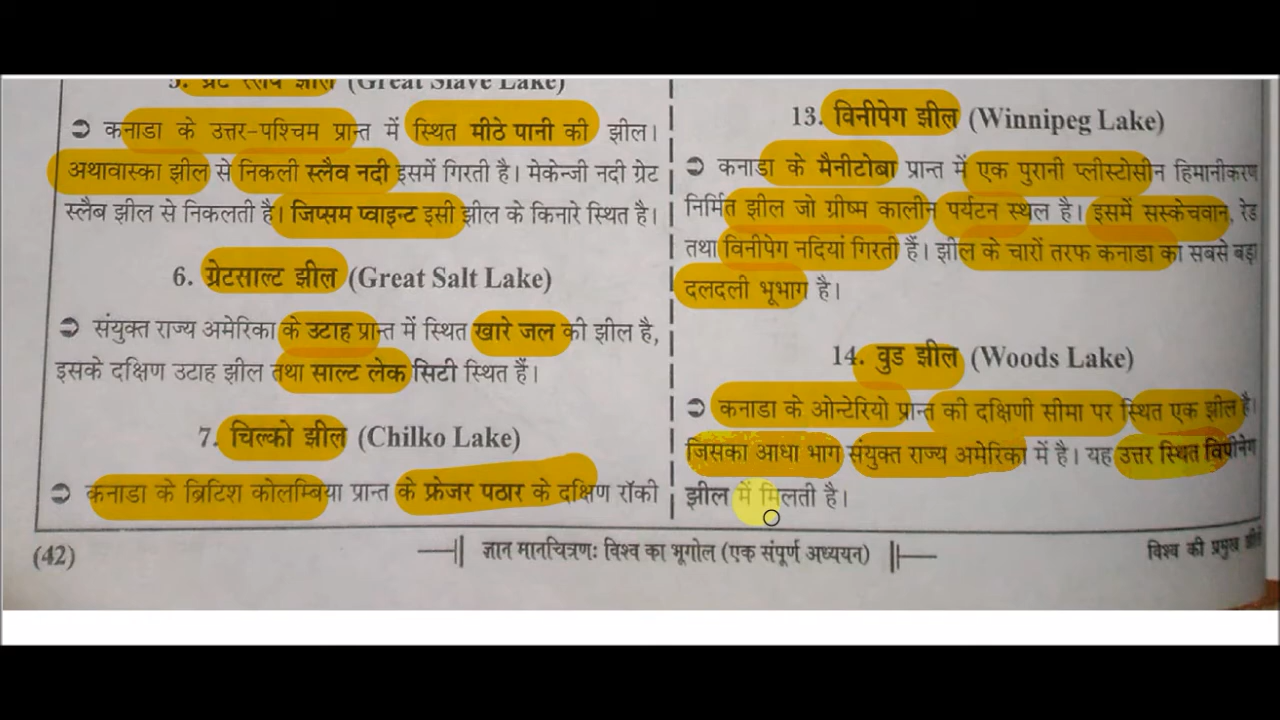 5. ग्रेट स्लेव झील (Great Slave Lake)
➲ कनाडा के उत्तर-पश्चिम प्रान्त में स्थित मीठे पानी की झील।
अथावास्का झील से निकली स्लैव नदी इसमें गिरती है। मेकेन्जी नदी ग्रेट
स्लैब झील से निकलती है। जिप्सम प्वाइन्ट इसी झील के किनारे स्थित है।
6. ग्रेटसाल्ट झील (Great Salt Lake)
➲ संयुक्त राज्य अमेरिका के उटाह प्रान्त में स्थित खारे जल की झील है,
इसके दक्षिण उटाह झील तथा साल्ट लेक सिटी स्थित हैं।
7. चिल्को झील (Chilko Lake)
➲ कनाडा के ब्रिटिश कोलम्बिया प्रान्त के फ्रेजर पठार के दक्षिण रॉकी
13. विनीपेग झील (Winnipeg Lake)
➲ कनाडा के मैनीटोबा प्रान्त में एक पुरानी प्लीस्टोसीन हिमानीकरण
निर्मित झील जो ग्रीष्म कालीन पर्यटन स्थल है। इसमें सस्केचवान, रेड
तथा विनीपेग नदियां गिरती हैं। झील के चारों तरफ कनाडा का सबसे बड़ा
दलदली भूभाग है।
14. वुड झील (Woods Lake)
➲ कनाडा के ओन्टेरियो प्रान्त की दक्षिणी सीमा पर स्थित एक झील है।
जिसका आधा भाग संयुक्त राज्य अमेरिका में है। यह उत्तर स्थित विपीनेग
झील में मिलती है।
(42) ज्ञान मानचित्रण: विश्व का भूगोल (एक संपूर्ण अध्ययन) विश्व की प्रमुख झीलें